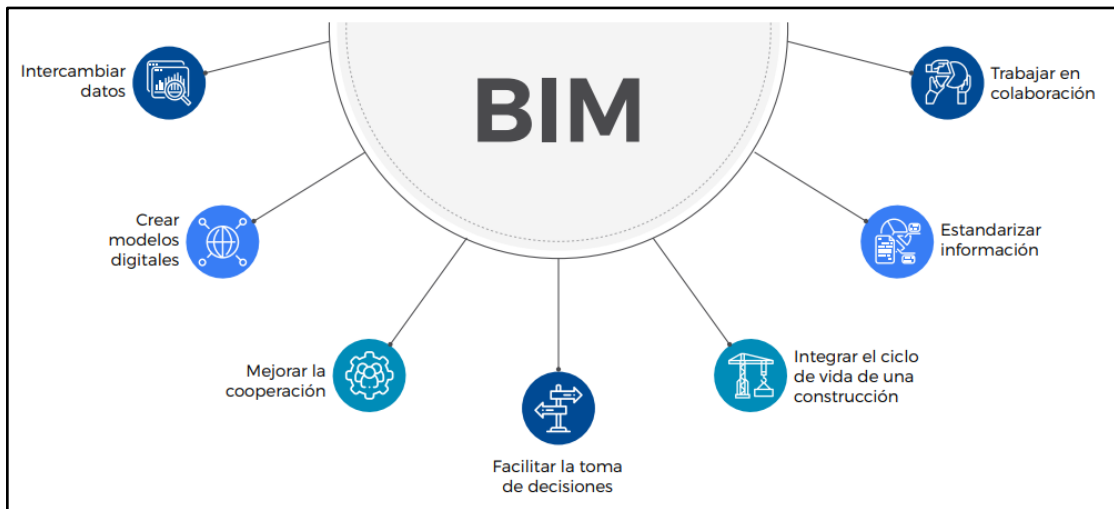 BIM
Intercambiar
datos
Crear
modelos
digitales
Mejorar la
cooperación
Facilitar la toma
de decisiones
Integrar el ciclo
de vida de una
construcción
Estandarizar
información
Trabajar en
colaboración